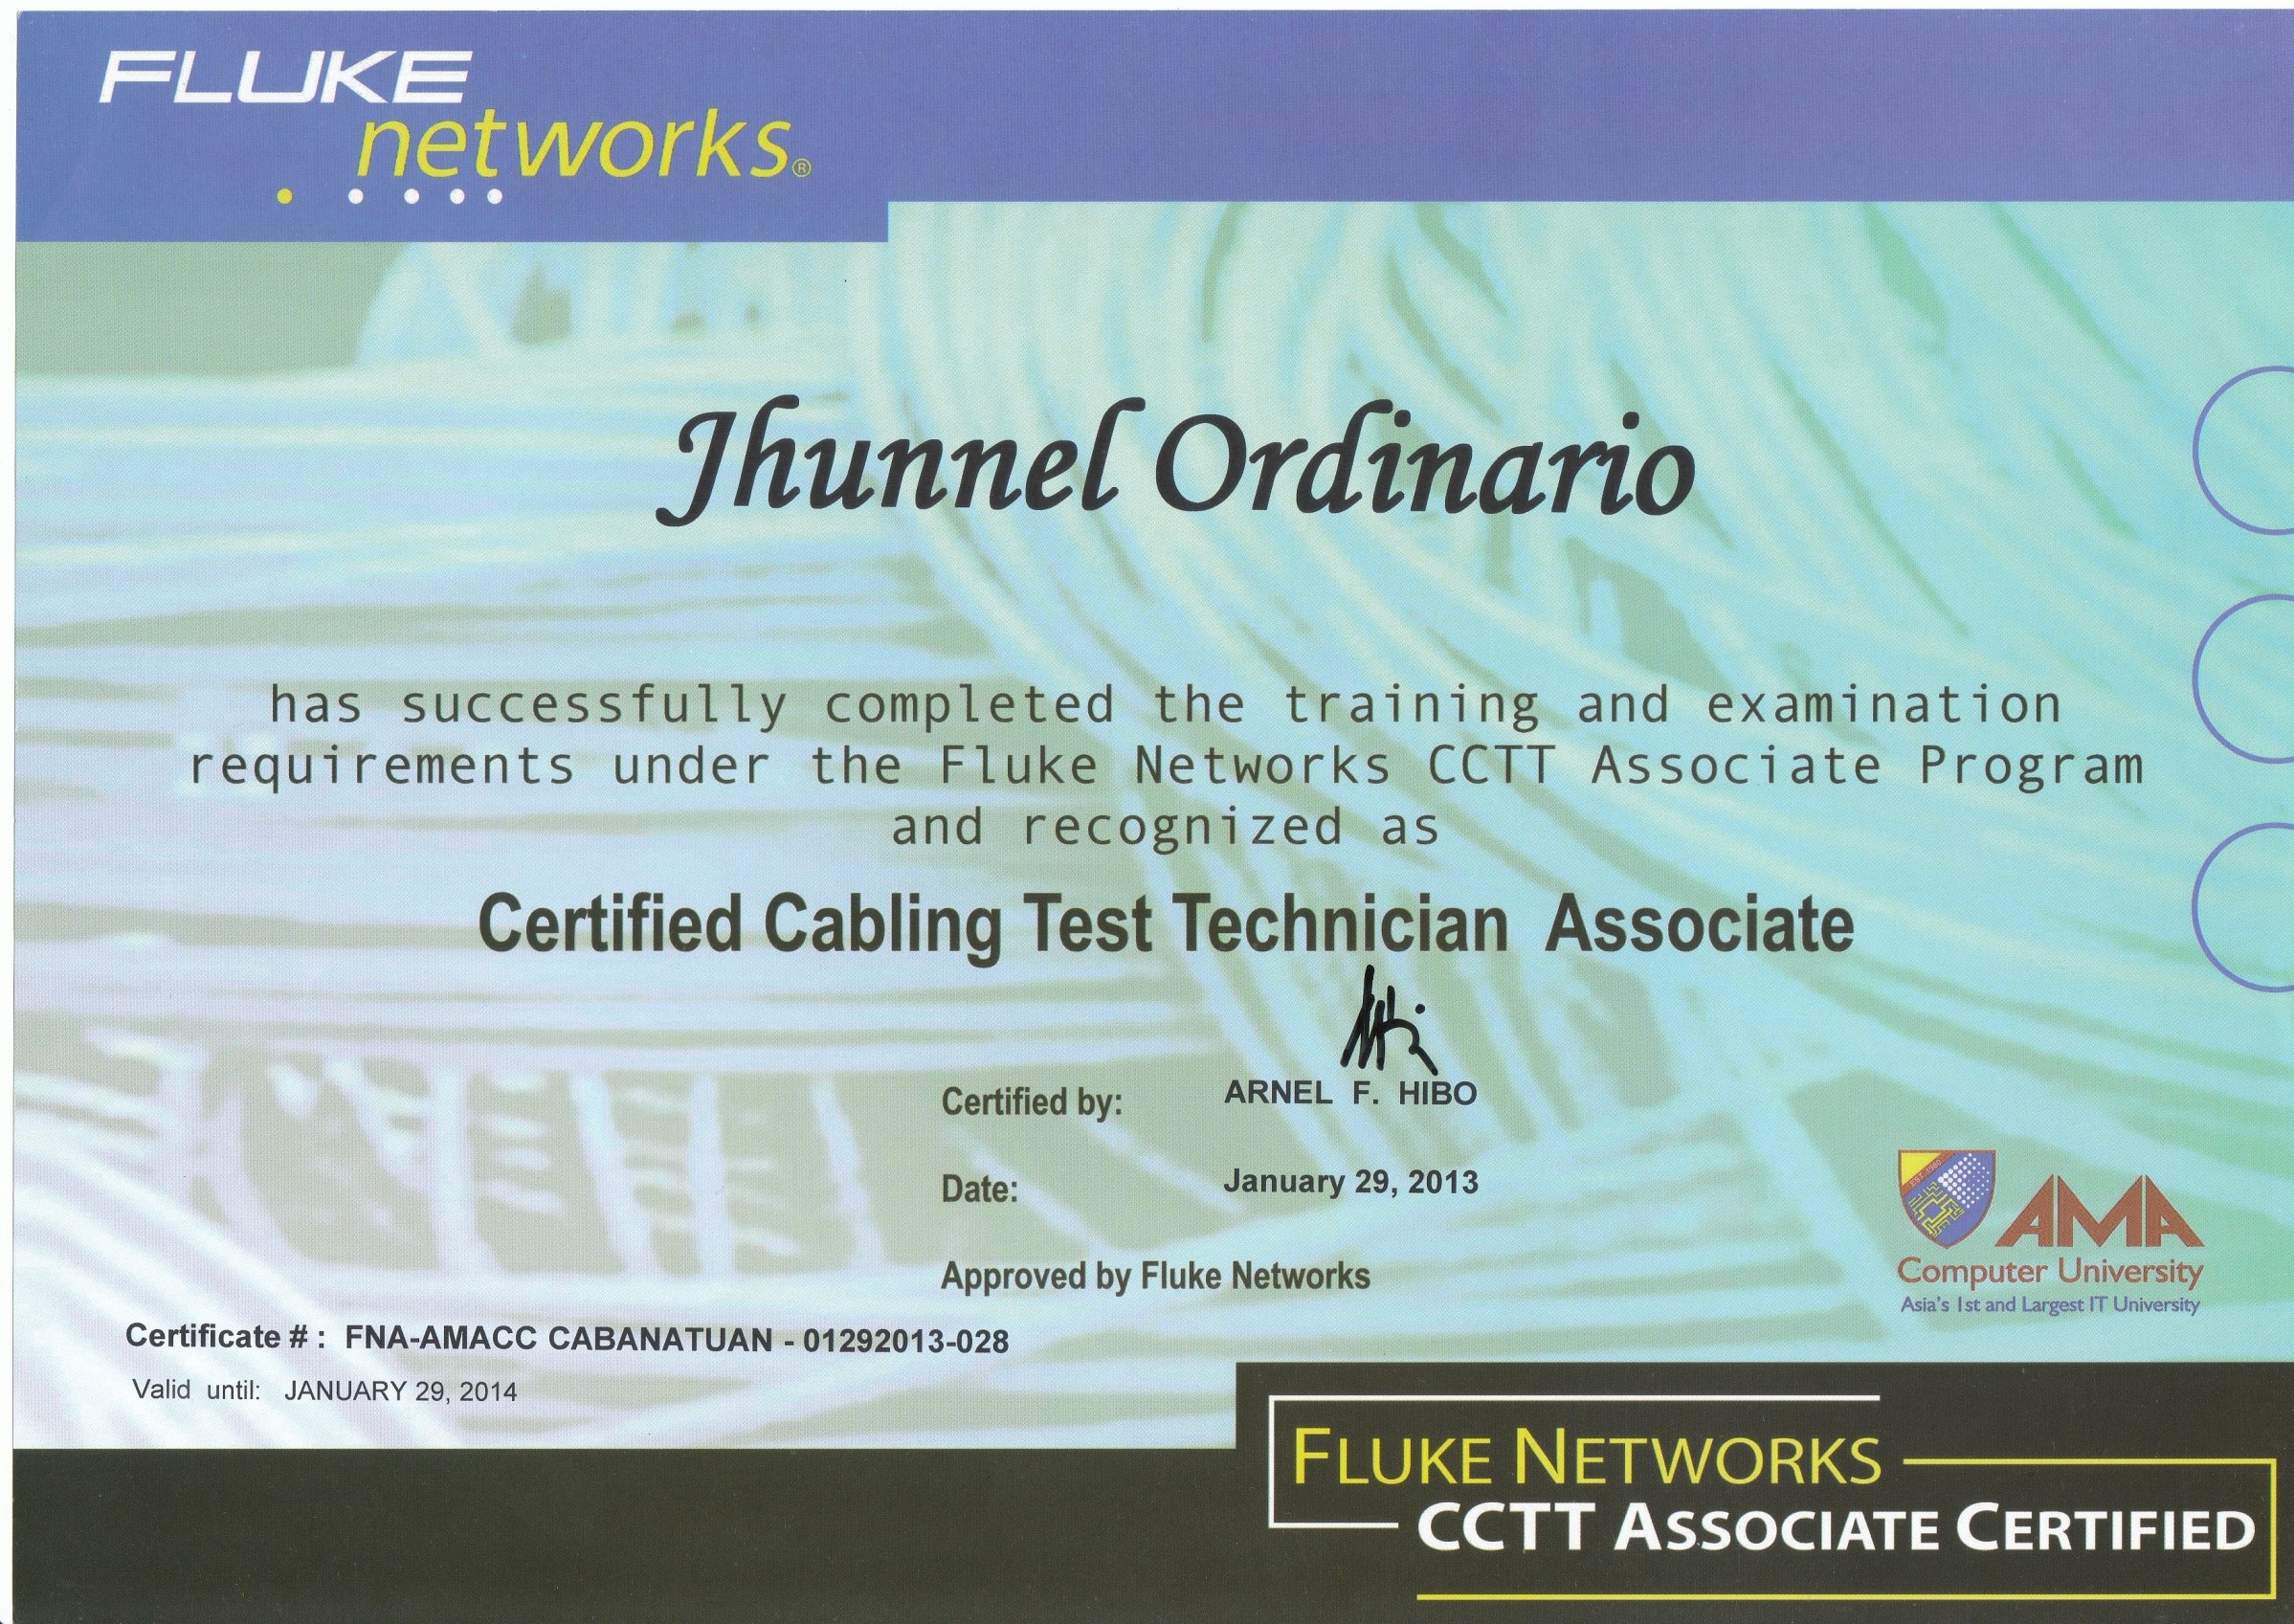 FLUKE
networks®
Jhunnel Ordinario
has successfully completed the training and examination
requirements under the Fluke Networks CCTT Associate Program
and recognized as
Certified Cabling Test Technician Associate
Certified by: ARNEL F. HIBO
Date: January 29, 2013
Approved by Fluke Networks
EST. 1980
AMA
Computer University
Asia's 1st and Largest IT University
Certificate # : FNA-AMACC CABANATUAN - 01292013-028
Valid until: JANUARY 29, 2014
FLUKE NETWORKS
CCTT ASSOCIATE CERTIFIED